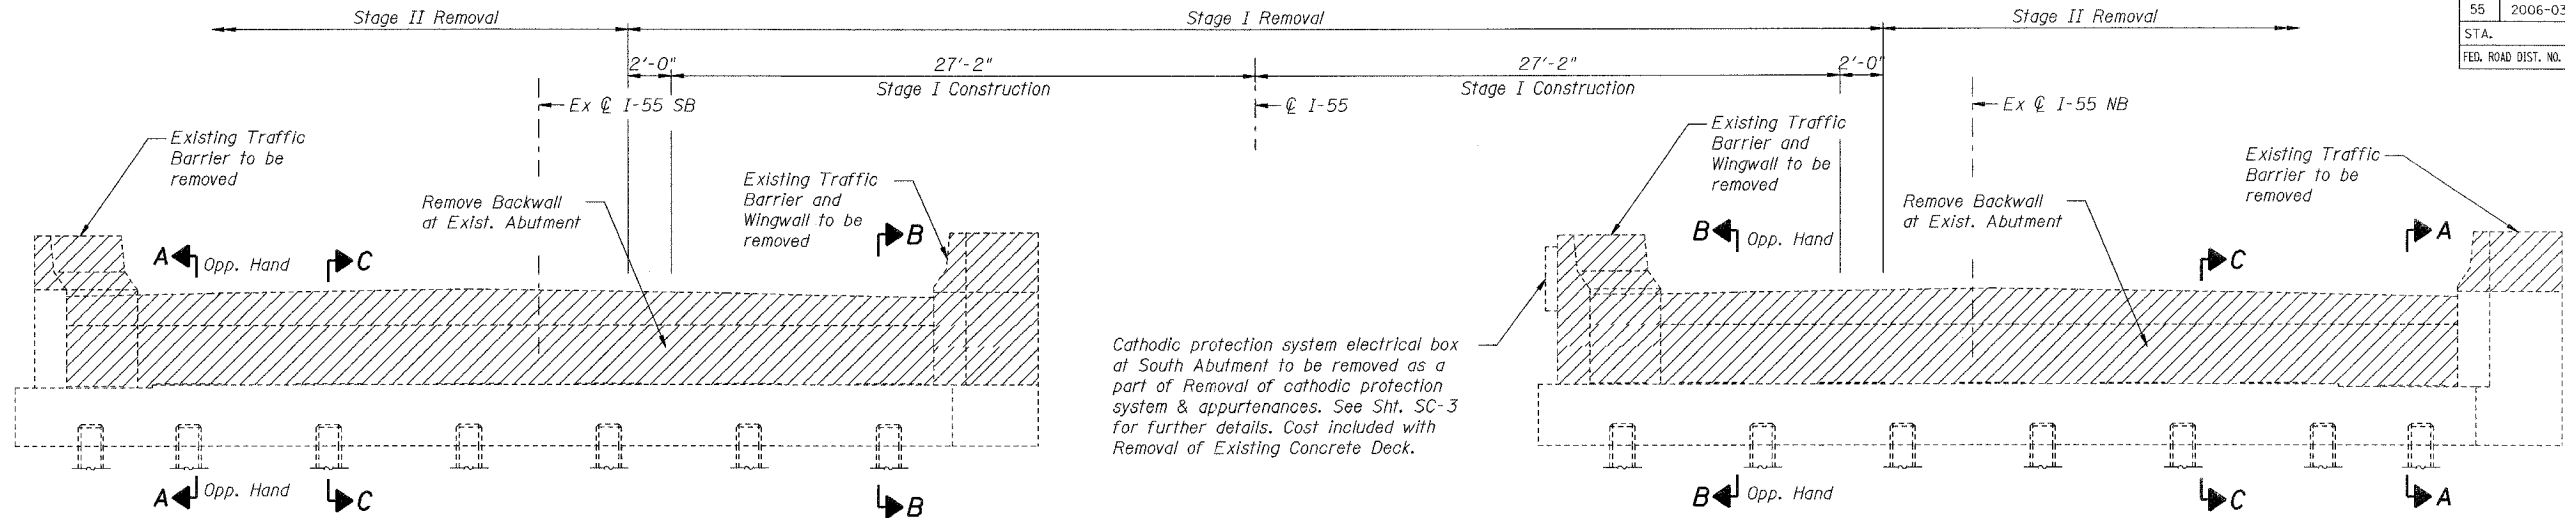 Stage II Removal
Stage I Removal
Stage II Removal
55 2006-03
STA.
FED. ROAD DIST. NO.
2'-0"
27'-2"
27'-2"
2'-0"
Stage I Construction
Stage I Construction
Ex ℄ I-55 SB
℄ I-55
Ex ℄ I-55 NB
Existing Traffic
Barrier to be
removed
Remove Backwall
at Exist. Abutment
Existing Traffic
Barrier and
Wingwall to be
removed
Existing Traffic
Barrier and
Wingwall to be
removed
Remove Backwall
at Exist. Abutment
Existing Traffic
Barrier to be
removed
A Opp. Hand
C
B
B Opp. Hand
C
A
Cathodic protection system electrical box
at South Abutment to be removed as a
part of Removal of cathodic protection
system & appurtenances. See Sht. SC-3
for further details. Cost included with
Removal of Existing Concrete Deck.
A Opp. Hand
C
B
B Opp. Hand
C
A